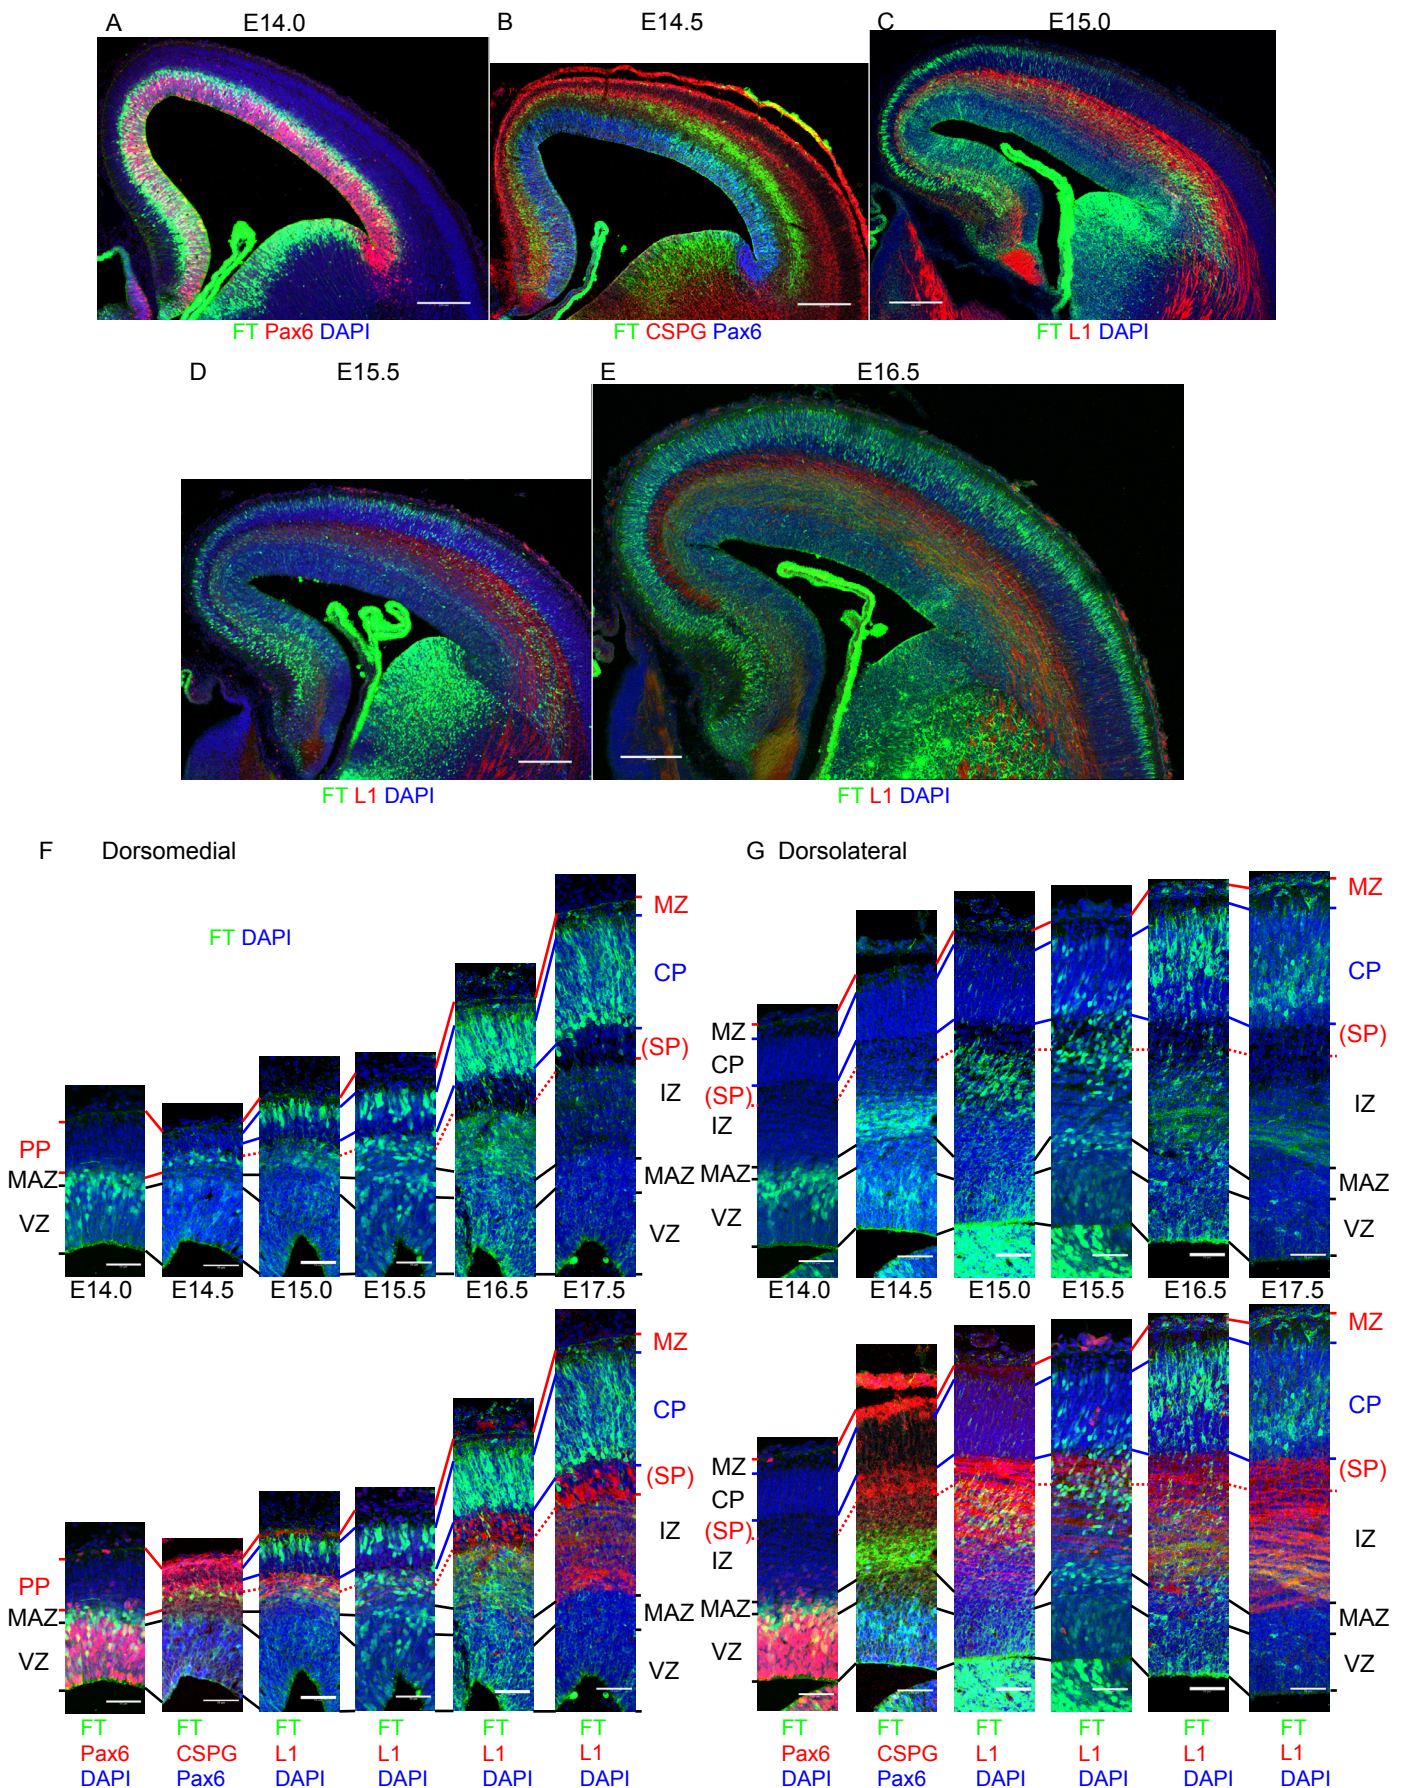 A E14.0
B E14.5
C E15.0
FT Pax6 DAPI
FT CSPG Pax6
FT L1 DAPI
D E15.5
E E16.5
FT L1 DAPI
FT L1 DAPI
F Dorsomedial
FT DAPI
MZ
CP
(SP)
IZ
MAZ
VZ
PP
MAZ
VZ
E14.0 E14.5 E15.0 E15.5 E16.5 E17.5
MZ
CP
(SP)
IZ
MAZ
VZ
PP
MAZ
VZ
FT FT FT FT FT FT
Pax6 CSPG L1 L1 L1 L1
DAPI Pax6 DAPI DAPI DAPI DAPI
G Dorsolateral
MZ
CP
(SP)
IZ
MAZ
VZ
MZ
CP
(SP)
IZ
MAZ
VZ
E14.0 E14.5 E15.0 E15.5 E16.5 E17.5
MZ
CP
(SP)
IZ
MAZ
VZ
MZ
CP
(SP)
IZ
MAZ
VZ
FT FT FT FT FT FT
Pax6 CSPG L1 L1 L1 L1
DAPI Pax6 DAPI DAPI DAPI DAPI